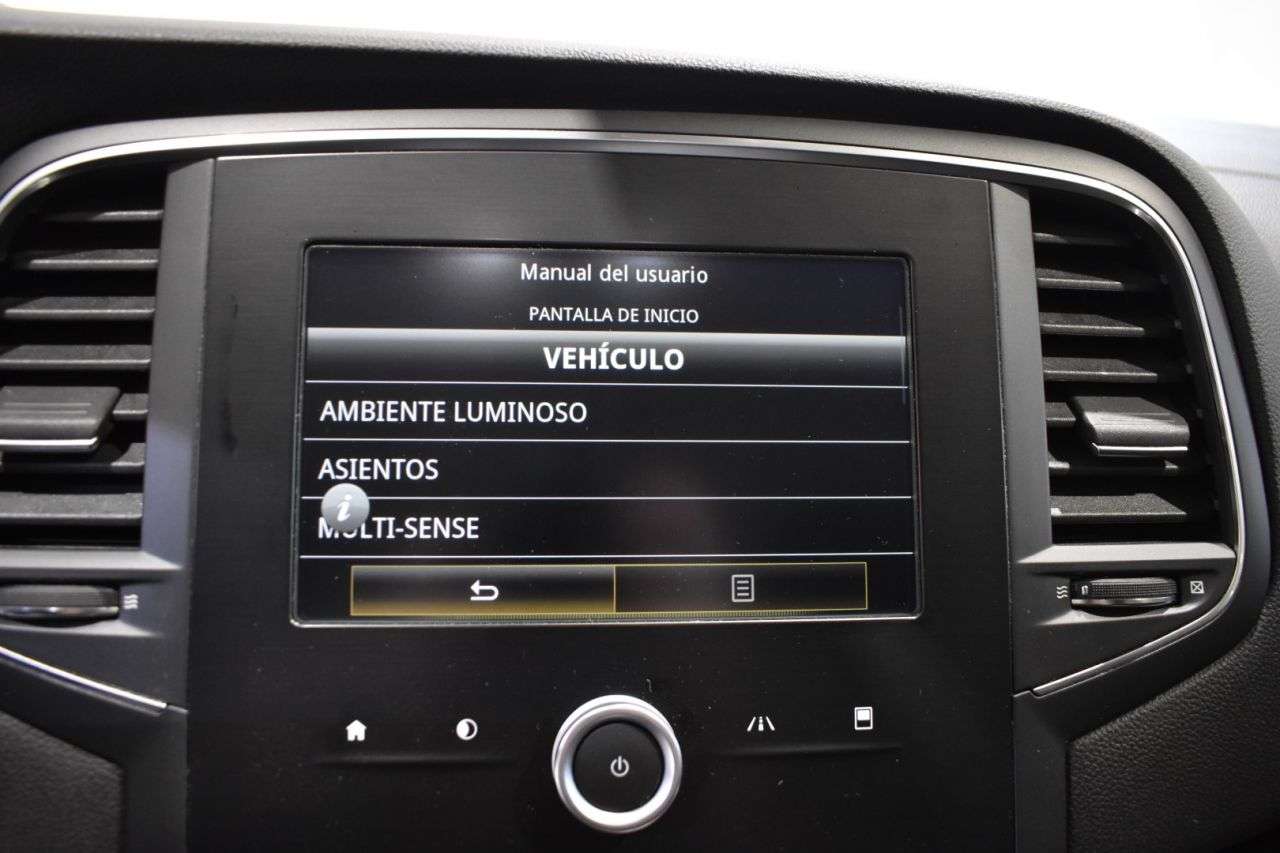 Manual del usuario
PANTALLA DE INICIO
VEHÍCULO
AMBIENTE LUMINOSO
ASIENTOS
i
MULTI-SENSE